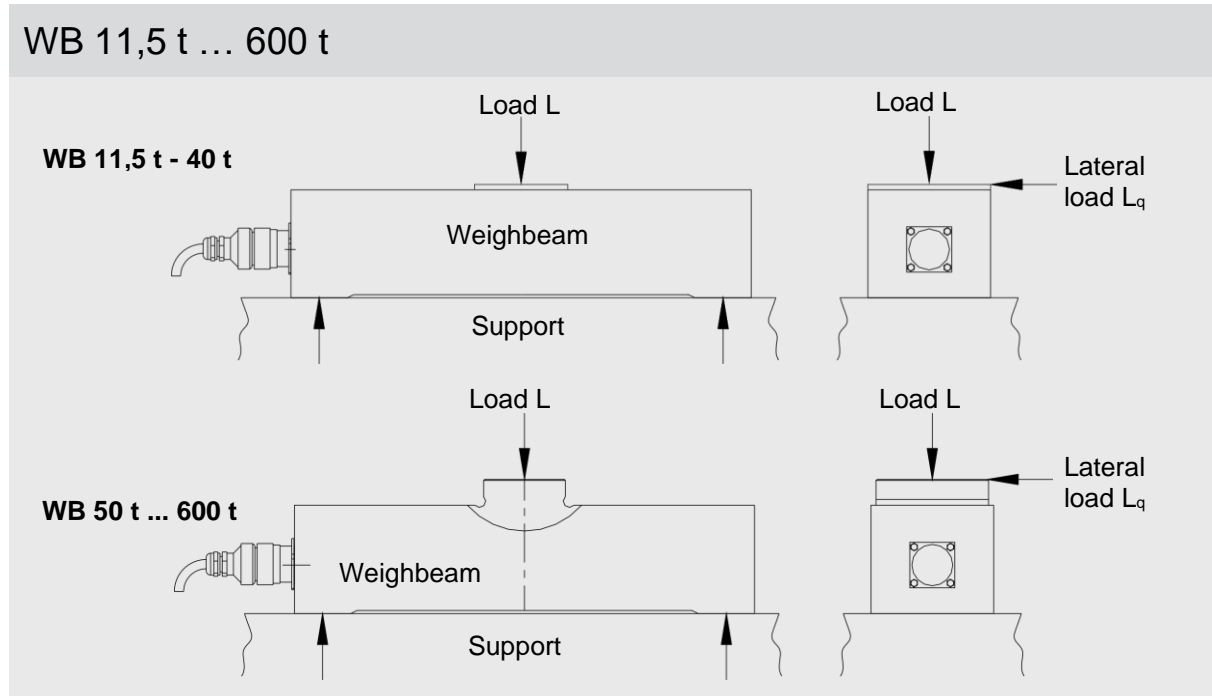 WB 11,5 t … 600 t
Load L
Load L
WB 11,5 t - 40 t
Lateral
load Lq
Weighbeam
Support
Load L
Load L
Lateral
load Lq
WB 50 t ... 600 t
Weighbeam
Support